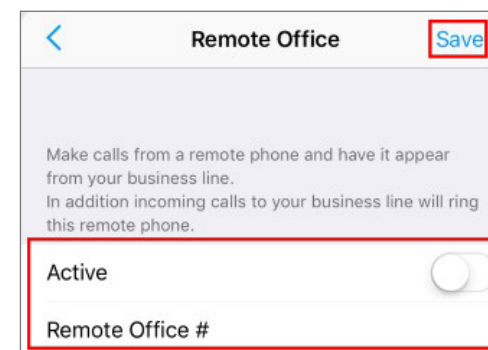 Remote Office Save
Make calls from a remote phone and have it appear
from your business line.
In addition incoming calls to your business line will ring
this remote phone.
Active
Remote Office #